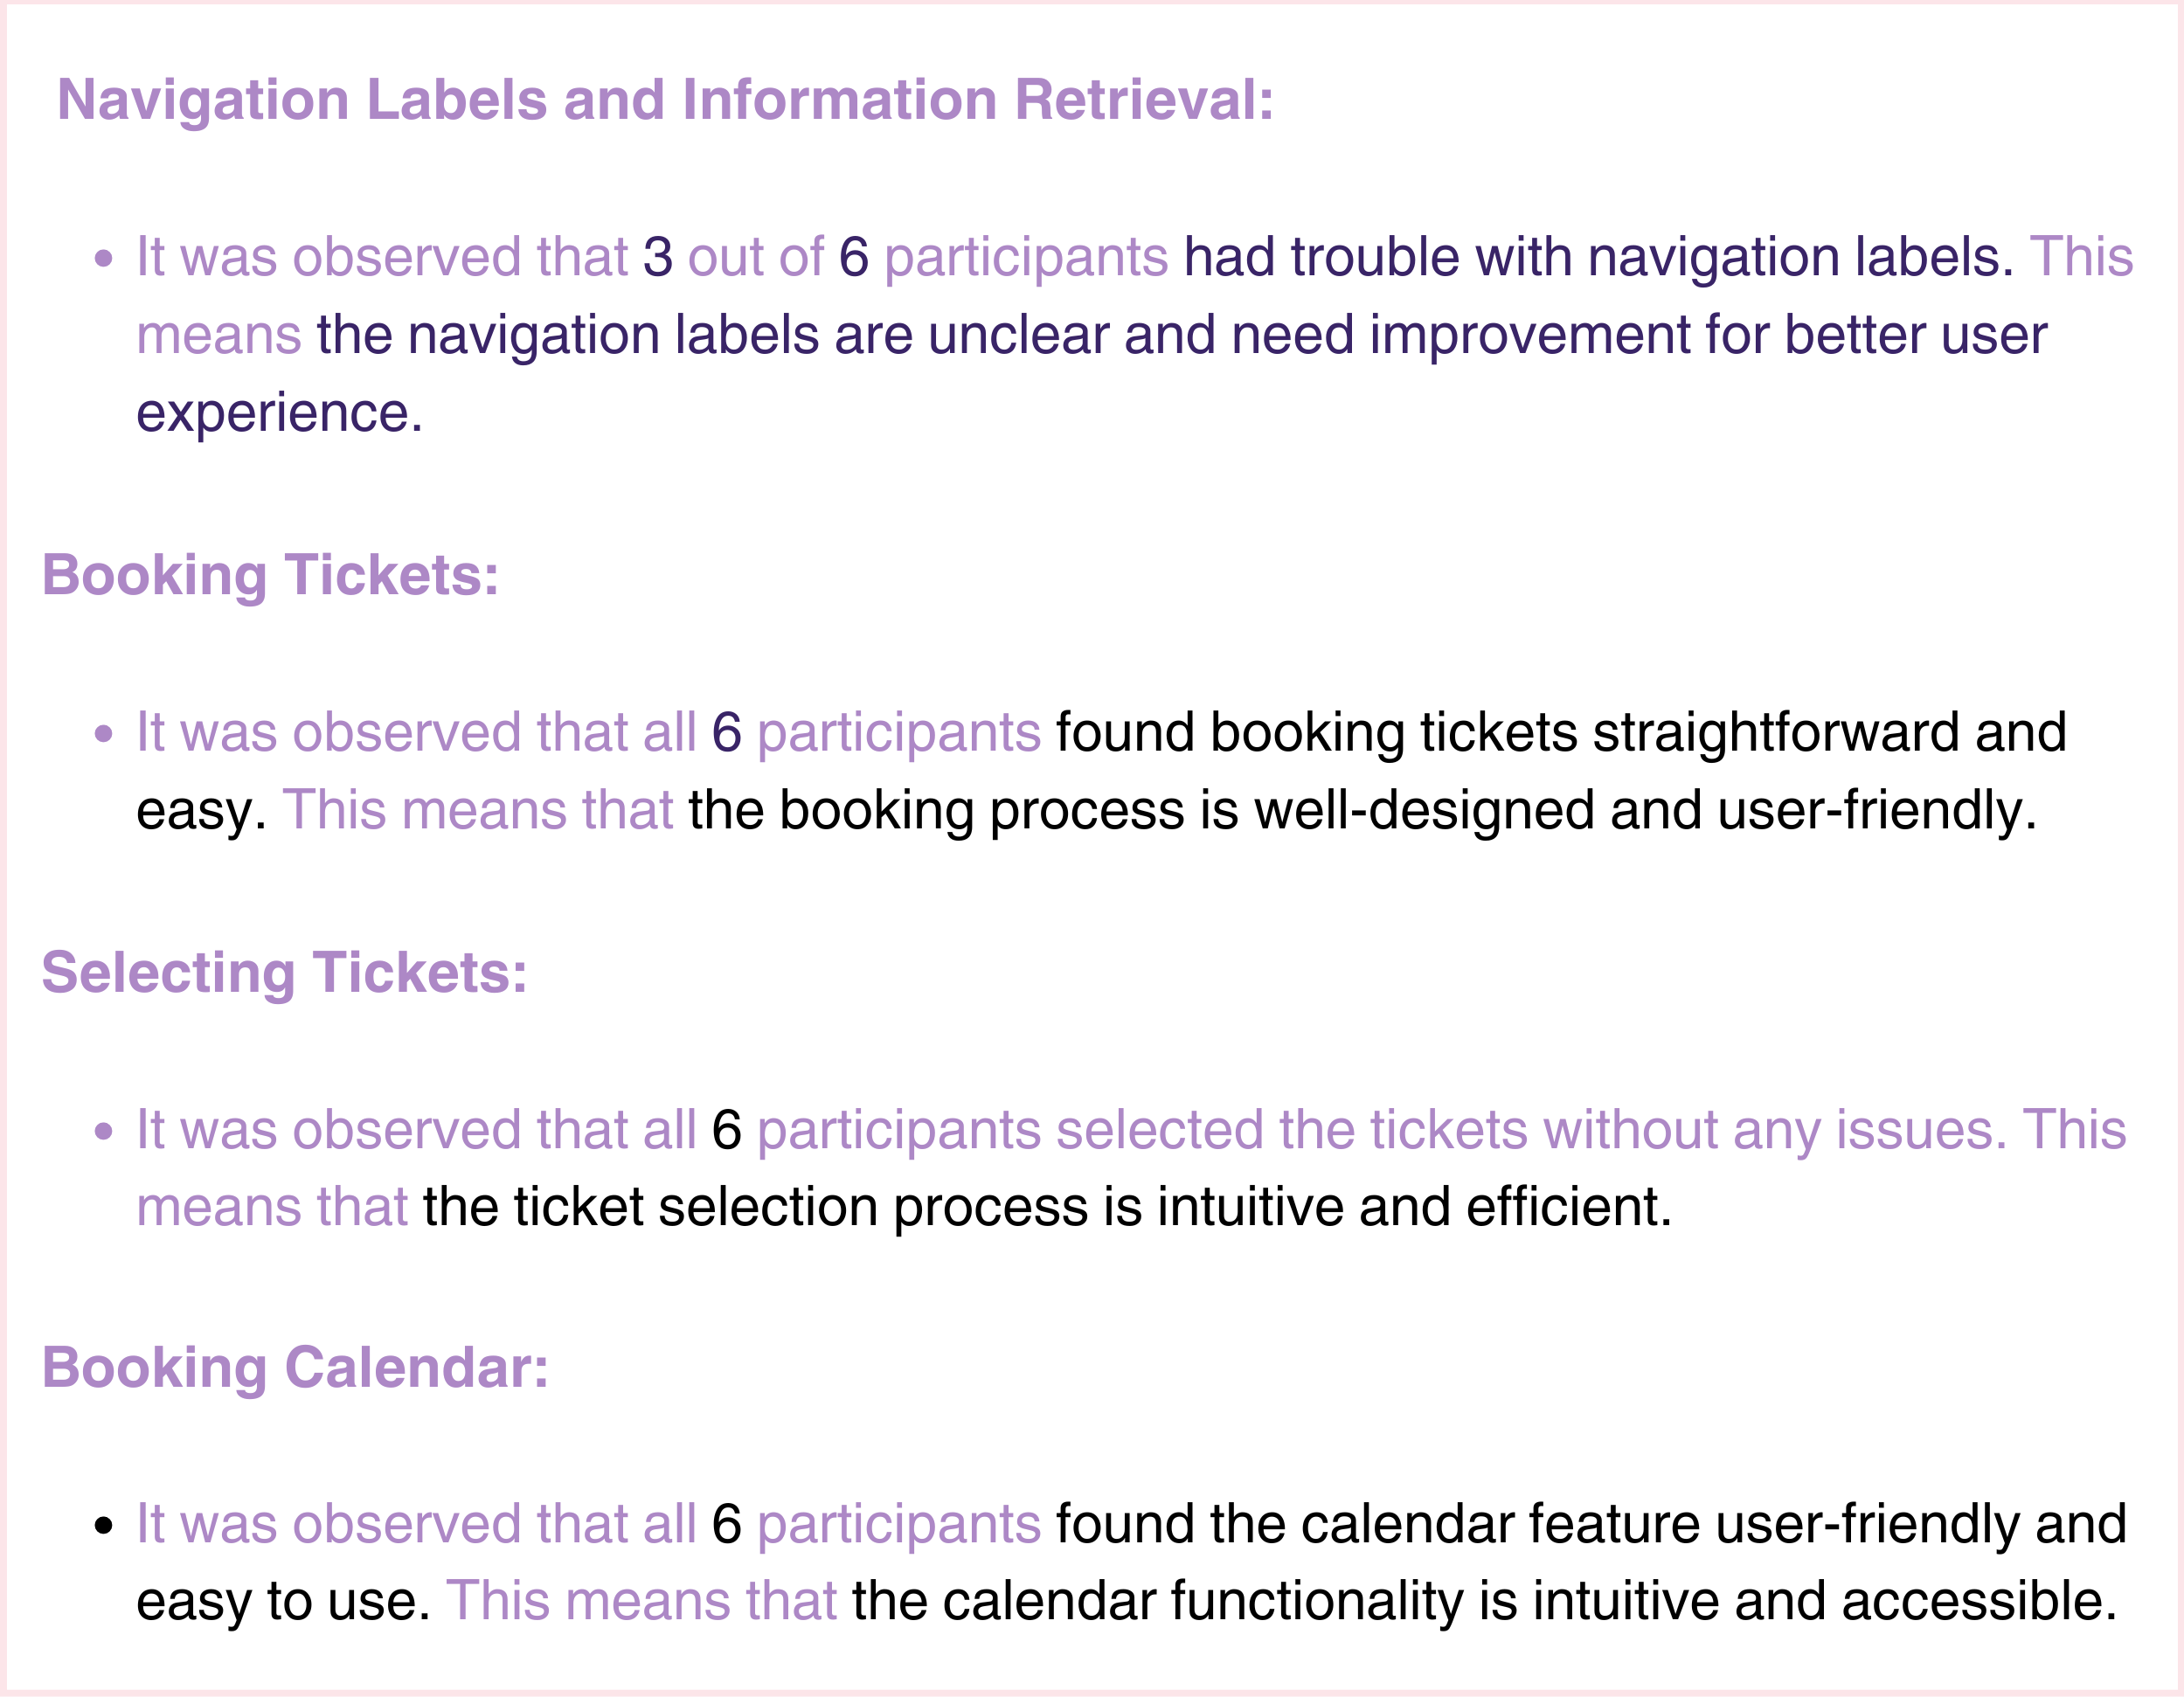 Navigation Labels and Information Retrieval:
• It was observed that 3 out of 6 participants had trouble with navigation labels. This
means the navigation labels are unclear and need improvement for better user
experience.
Booking Tickets:
• It was observed that all 6 participants found booking tickets straightforward and
easy. This means that the booking process is well-designed and user-friendly.
Selecting Tickets:
• It was observed that all 6 participants selected the tickets without any issues. This
means that the ticket selection process is intuitive and efficient.
Booking Calendar:
• It was observed that all 6 participants found the calendar feature user-friendly and
easy to use. This means that the calendar functionality is intuitive and accessible.